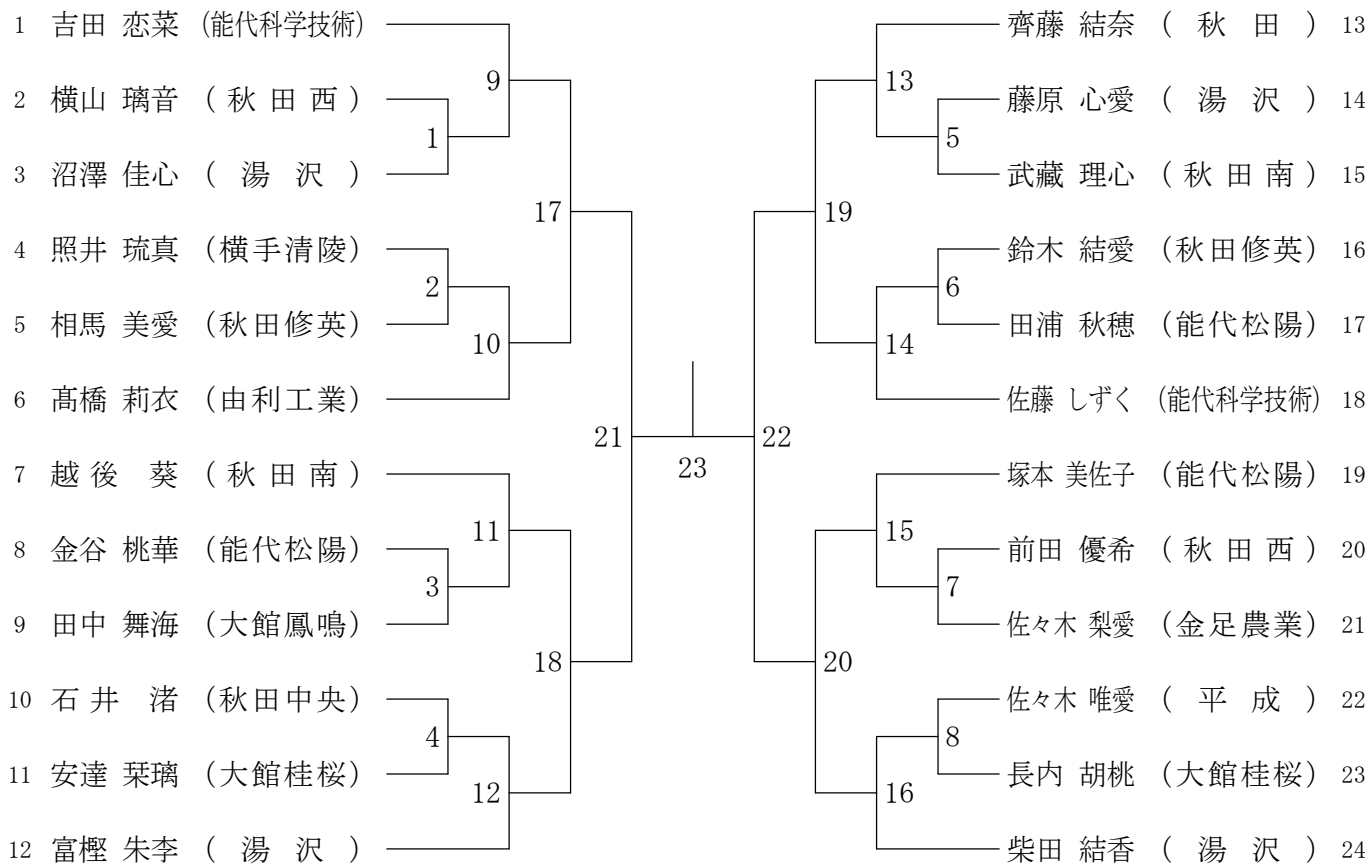 1 吉田 恋菜 (能代科学技術)
2 横山 璃音 (秋田西)
3 沼澤 佳心 (湯沢)
4 照井 琉真 (横手清陵)
5 相馬 美愛 (秋田修英)
6 髙橋 莉衣 (由利工業)
7 越後 葵 (秋田南)
8 金谷 桃華 (能代松陽)
9 田中 舞海 (大館鳳鳴)
10 石井 渚 (秋田中央)
11 安達 栞璃 (大館桂桜)
12 富樫 朱李 (湯沢)
9
1
17
2
10
21
11
3
18
4
12
23
13
5
19
6
14
22
15
7
20
8
16
齊藤 結奈 (秋田) 13
藤原 心愛 (湯沢) 14
武藏 理心 (秋田南) 15
鈴木 結愛 (秋田修英) 16
田浦 秋穂 (能代松陽) 17
佐藤 しずく (能代科学技術) 18
塚本 美佐子 (能代松陽) 19
前田 優希 (秋田西) 20
佐々木 梨愛 (金足農業) 21
佐々木 唯愛 (平成) 22
長内 胡桃 (大館桂桜) 23
柴田 結香 (湯沢) 24